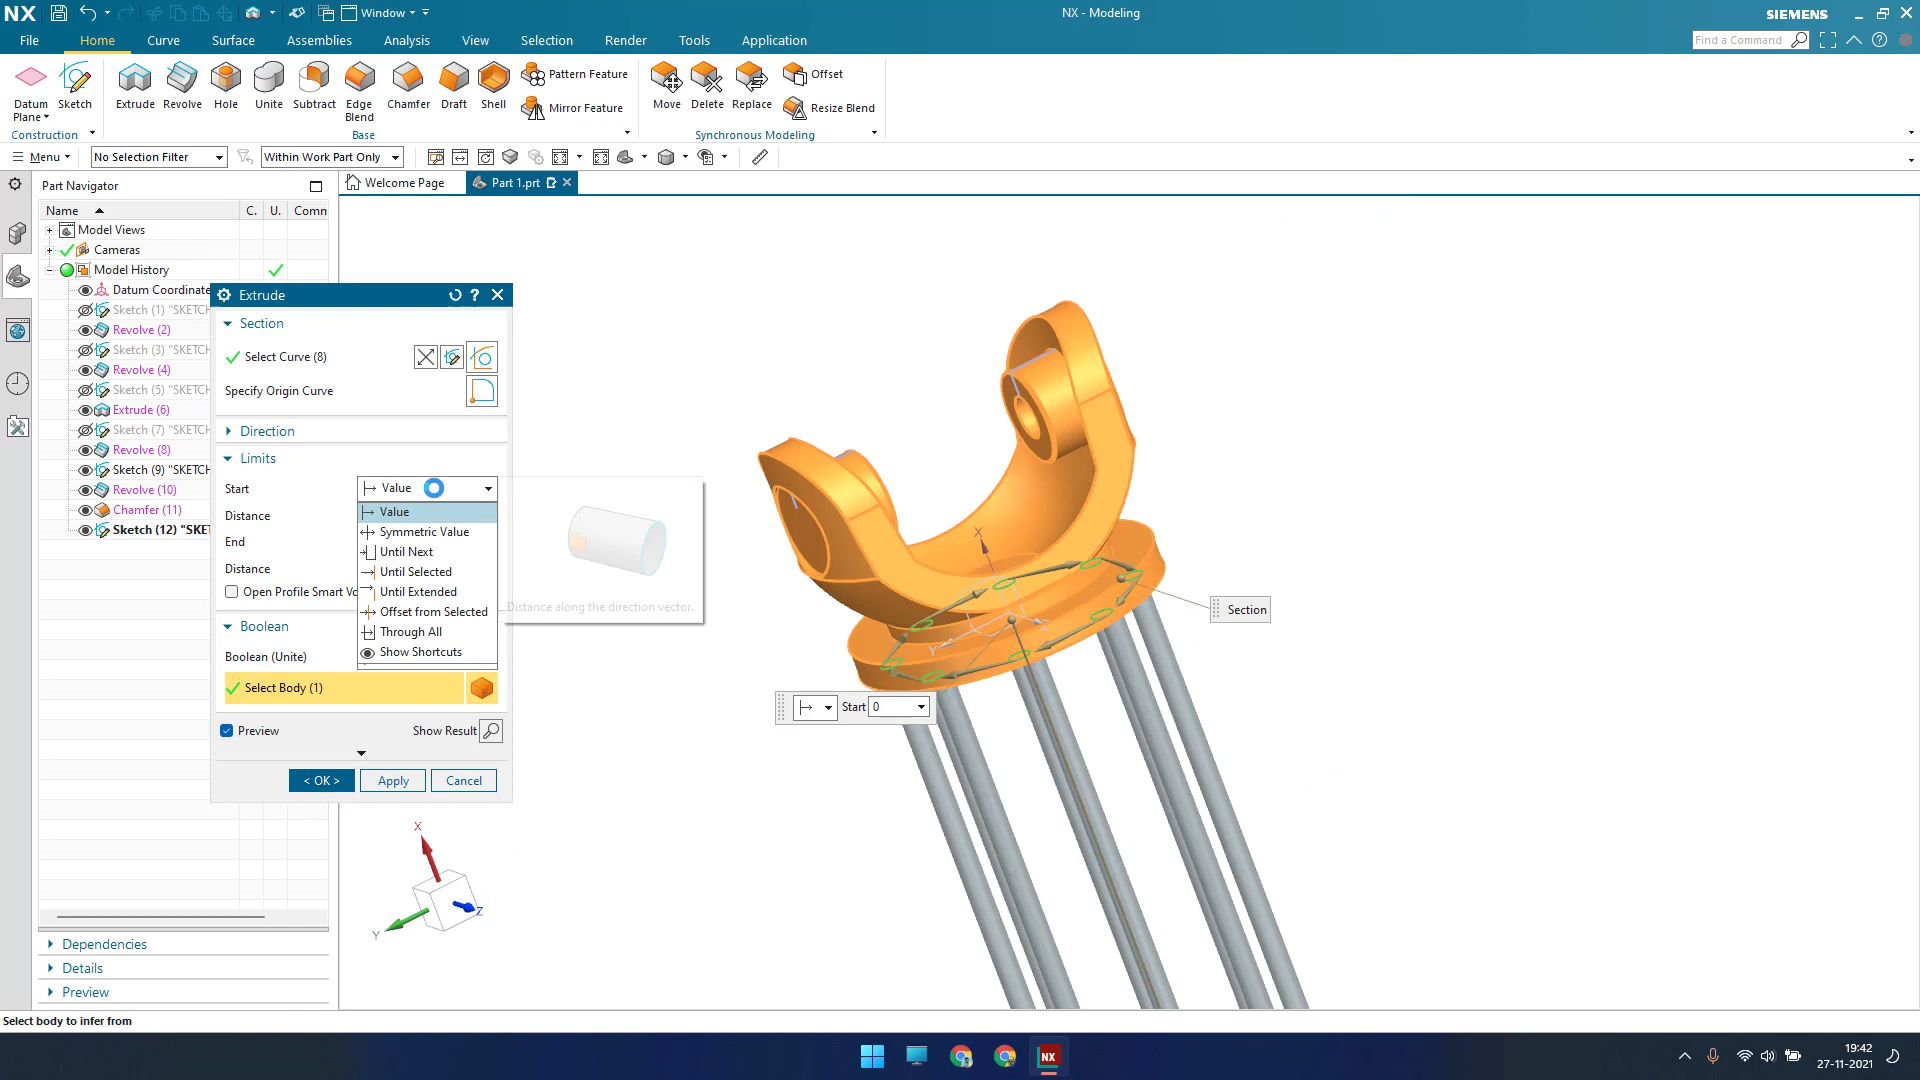 NX
Window
NX - Modeling
SIEMENS
File
Home
Curve
Surface
Assemblies
Analysis
View
Selection
Render
Tools
Application
Find a Command
Datum Plane
Sketch
Extrude
Revolve
Hole
Unite
Subtract
Edge Blend
Chamfer
Draft
Shell
Pattern Feature
Mirror Feature
Move
Delete
Replace
Offset
Resize Blend
Construction
Base
Synchronous Modeling
Menu
No Selection Filter
Within Work Part Only
Part Navigator
Welcome Page
Part 1.prt
Name
C.
U.
Comm
Model Views
Cameras
Model History
Datum Coordinate
Sketch (1) "SKETCH
Revolve (2)
Sketch (3) "SKETCH
Revolve (4)
Sketch (5) "SKETCH
Extrude (6)
Sketch (7) "SKETCH
Revolve (8)
Sketch (9) "SKETCH
Revolve (10)
Chamfer (11)
Sketch (12) "SKET
Extrude
Section
Select Curve (8)
Specify Origin Curve
Direction
Limits
Start
Value
Distance
End
Distance
Open Profile Smart Vo
Value
Symmetric Value
Until Next
Until Selected
Until Extended
Offset from Selected
Through All
Show Shortcuts
Distance along the direction vector.
Boolean
Boolean (Unite)
Select Body (1)
Preview
Show Result
< OK >
Apply
Cancel
X
Y
Section
Start
0
X
Y
Z
Dependencies
Details
Preview
Select body to infer from
NX
19:42
27-11-2021